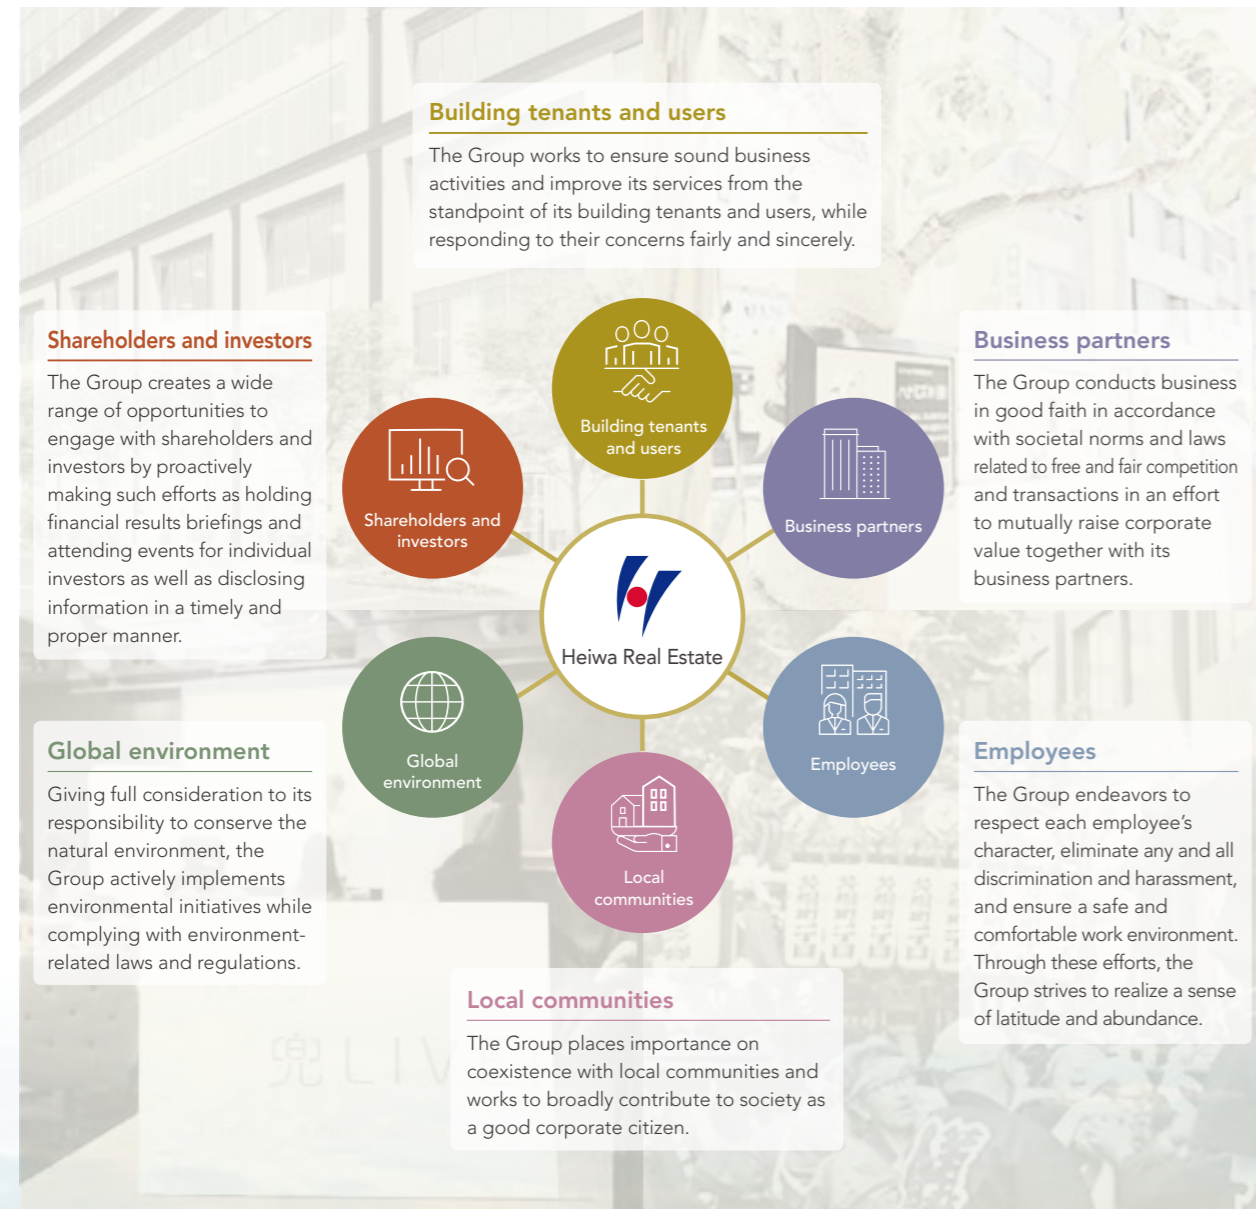 Building tenants and users
The Group works to ensure sound business
activities and improve its services from the
standpoint of its building tenants and users, while
responding to their concerns fairly and sincerely.
Shareholders and investors
The Group creates a wide
range of opportunities to
engage with shareholders and
investors by proactively
making such efforts as holding
financial results briefings and
attending events for individual
investors as well as disclosing
information in a timely and
proper manner.
Business partners
The Group conducts business
in good faith in accordance
with societal norms and laws
related to free and fair competition
and transactions in an effort
to mutually raise corporate
value together with its
business partners.
Building tenants
and users
Shareholders and
investors
Business partners
Heiwa Real Estate
Global
environment
Employees
Local
communities
Global environment
Giving full consideration to its
responsibility to conserve the
natural environment, the
Group actively implements
environmental initiatives while
complying with environment-
related laws and regulations.
Employees
The Group endeavors to
respect each employee’s
character, eliminate any and all
discrimination and harassment,
and ensure a safe and
comfortable work environment.
Through these efforts, the
Group strives to realize a sense
of latitude and abundance.
Local communities
The Group places importance on
coexistence with local communities and
works to broadly contribute to society as
a good corporate citizen.
兜LIV